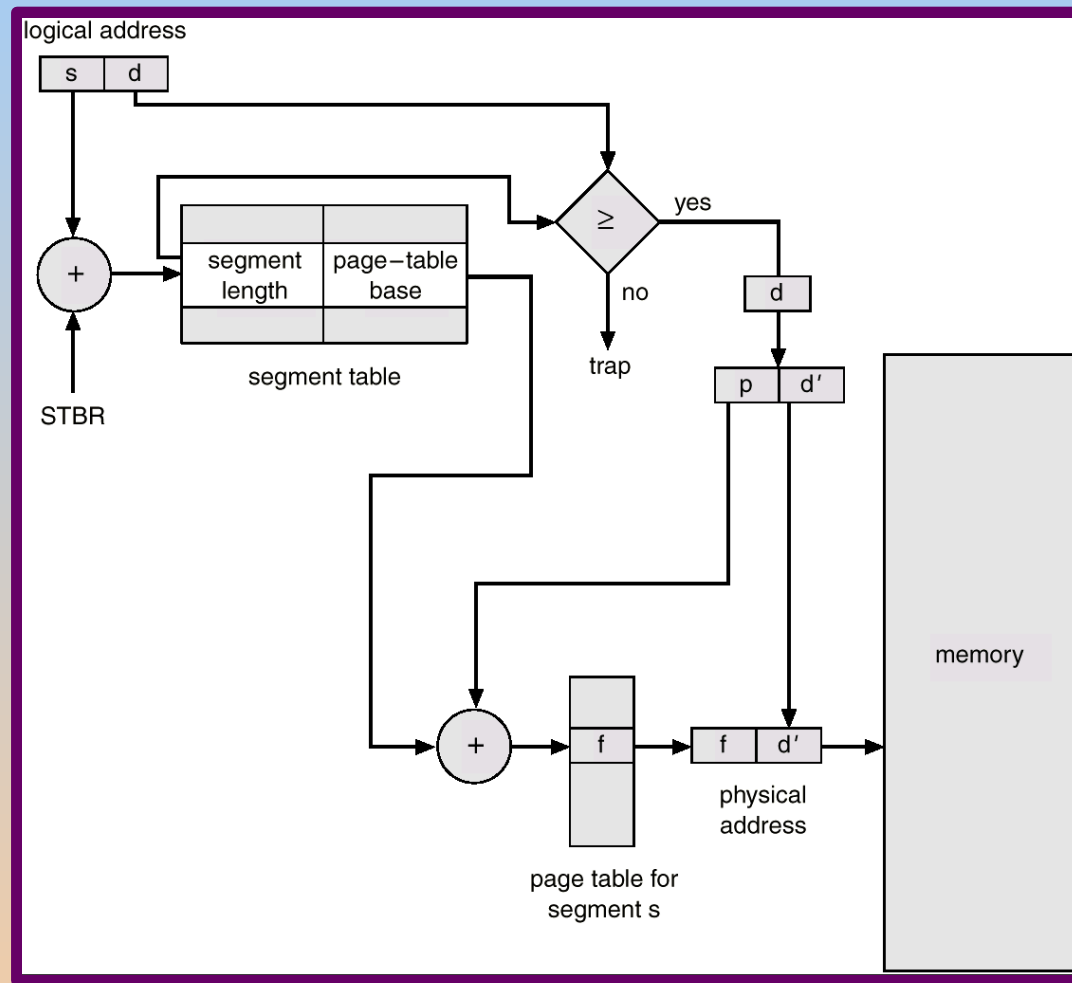 logical address
s d
≥
yes
segment page-table
length base
+
d
no
trap
segment table
p d′
STBR
memory
+
f
f d′
physical
address
page table for
segment s